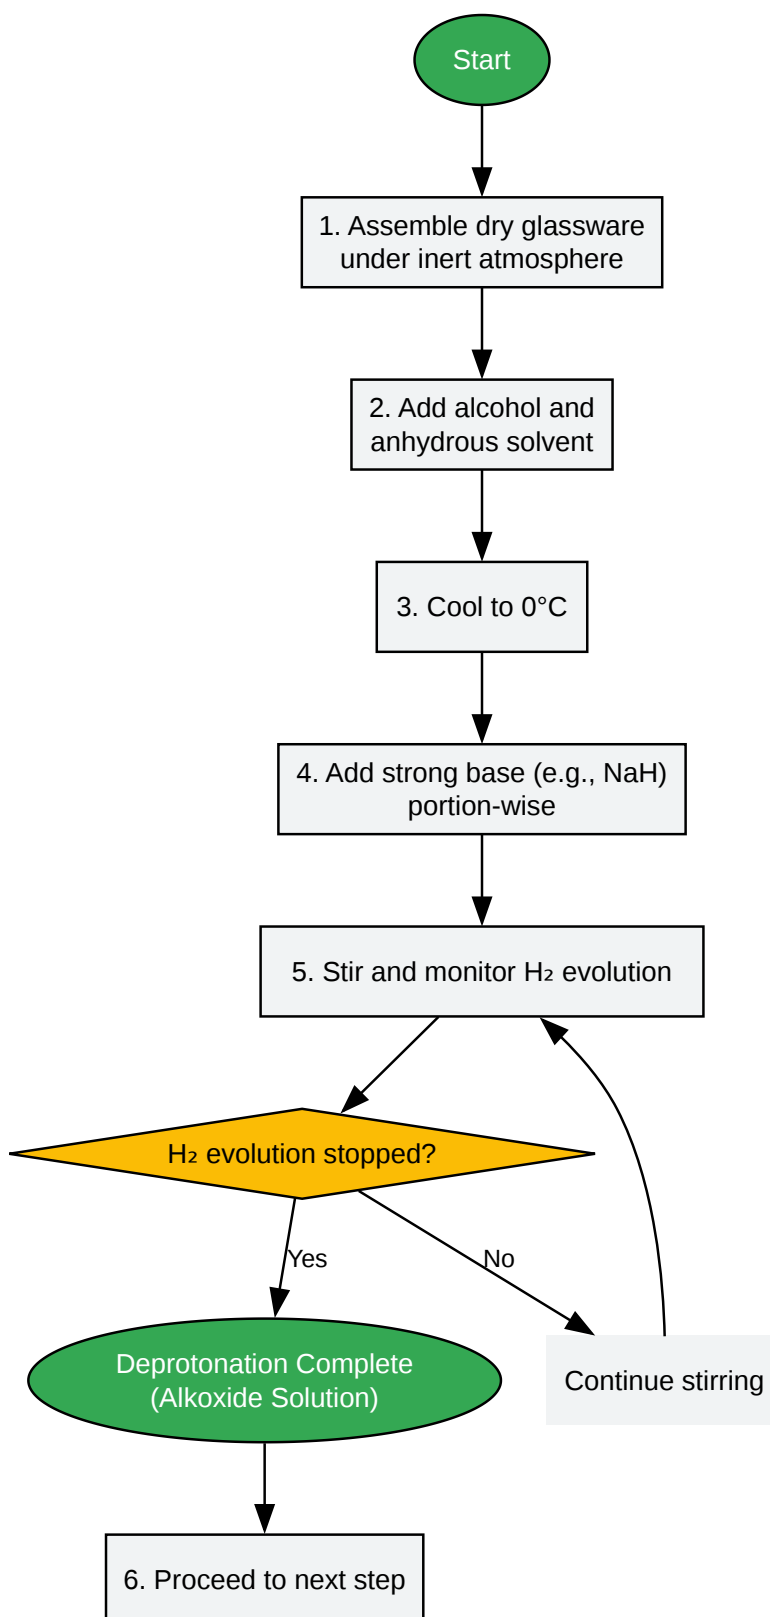 Start
1. Assemble dry glassware
under inert atmosphere
2. Add alcohol and
anhydrous solvent
3. Cool to 0°C
4. Add strong base (e.g., NaH)
portion-wise
5. Stir and monitor H₂ evolution
H₂ evolution stopped?
Yes
No
Deprotonation Complete
(Alkoxide Solution)
Continue stirring
6. Proceed to next step